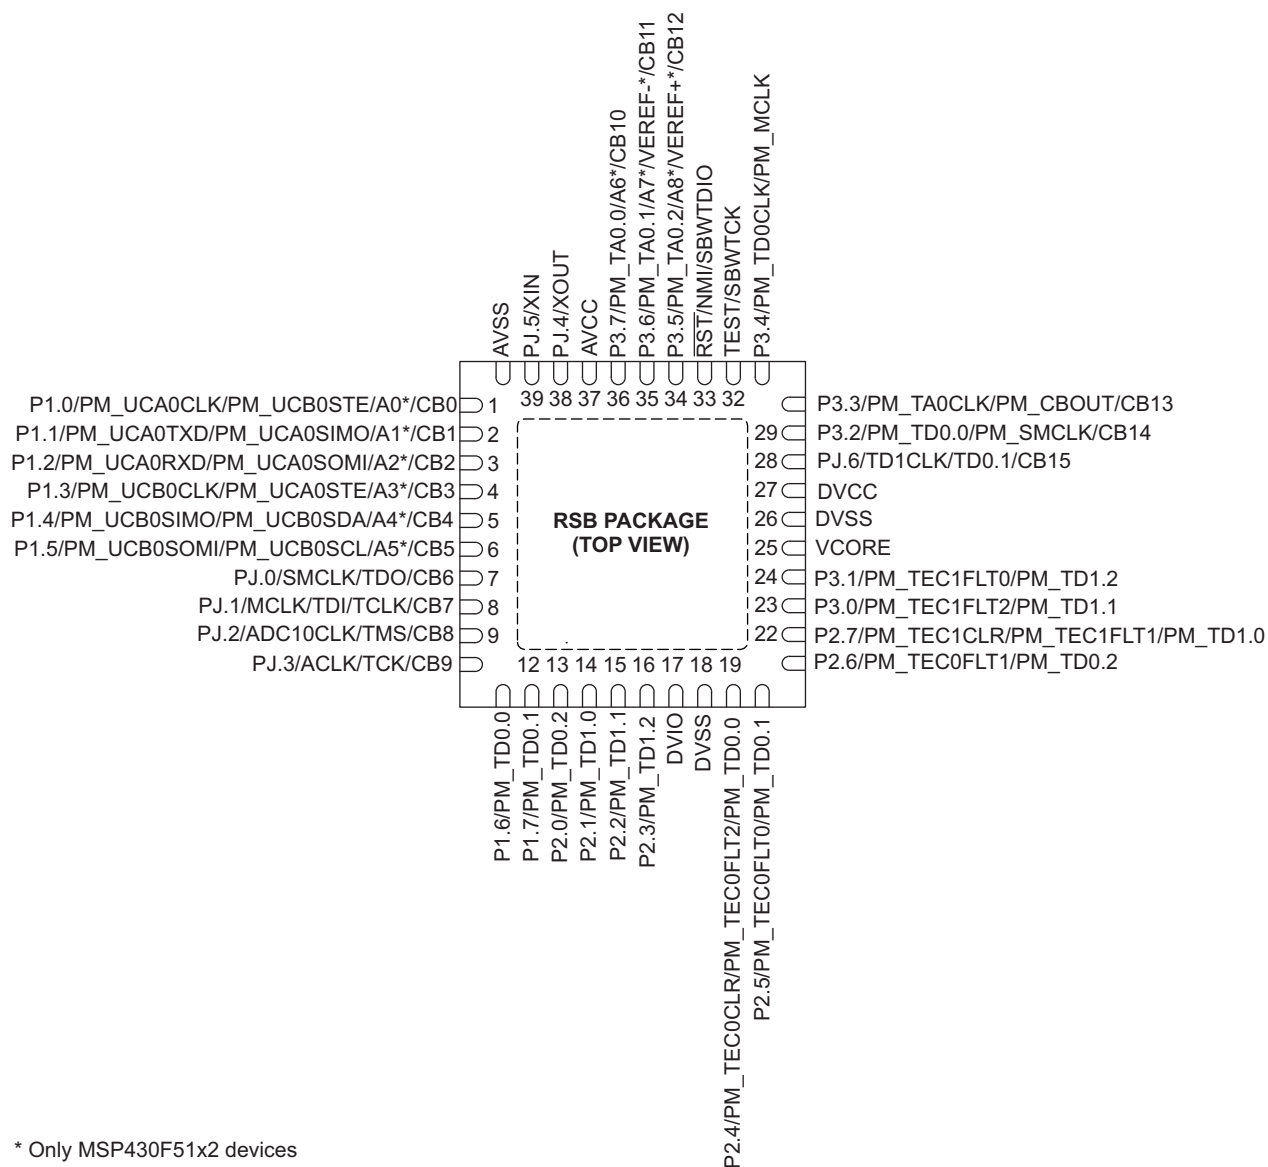 P3.7/PM_TA0.0/A6*/CB10
P3.6/PM_TA0.1/A7*/VEREF-*/CB11
P3.5/PM_TA0.2/A8*/VEREF+*/CB12
P3.4/PM_TD0CLK/PM_MCLK
AVSS
PJ.5/XIN
PJ.4/XOUT
AVCC
RST/NMI/SBWTDIO
TEST/SBWTCK
39 38 37 36 35 34 33 32
P1.0/PM_UCA0CLK/PM_UCB0STE/A0*/CB0 1
P1.1/PM_UCA0TXD/PM_UCA0SIMO/A1*/CB1 2
P1.2/PM_UCA0RXD/PM_UCA0SOMI/A2*/CB2 3
P1.3/PM_UCB0CLK/PM_UCA0STE/A3*/CB3 4
P1.4/PM_UCB0SIMO/PM_UCB0SDA/A4*/CB4 5
P1.5/PM_UCB0SOMI/PM_UCB0SCL/A5*/CB5 6
PJ.0/SMCLK/TDO/CB6 7
PJ.1/MCLK/TDI/TCLK/CB7 8
PJ.2/ADC10CLK/TMS/CB8 9
PJ.3/ACLK/TCK/CB9
RSB PACKAGE
(TOP VIEW)
P3.3/PM_TA0CLK/PM_CBOUT/CB13
29 P3.2/PM_TD0.0/PM_SMCLK/CB14
28 PJ.6/TD1CLK/TD0.1/CB15
27 DVCC
26 DVSS
25 VCORE
24 P3.1/PM_TEC1FLT0/PM_TD1.2
23 P3.0/PM_TEC1FLT2/PM_TD1.1
22 P2.7/PM_TEC1CLR/PM_TEC1FLT1/PM_TD1.0
P2.6/PM_TEC0FLT1/PM_TD0.2
12 13 14 15 16 17 18 19
P1.6/PM_TD0.0
P1.7/PM_TD0.1
P2.0/PM_TD0.2
P2.1/PM_TD1.0
P2.2/PM_TD1.1
P2.3/PM_TD1.2
DVIO
DVSS
P2.4/PM_TEC0CLR/PM_TEC0FLT2/PM_TD0.0
P2.5/PM_TEC0FLT0/PM_TD0.1
* Only MSP430F51x2 devices